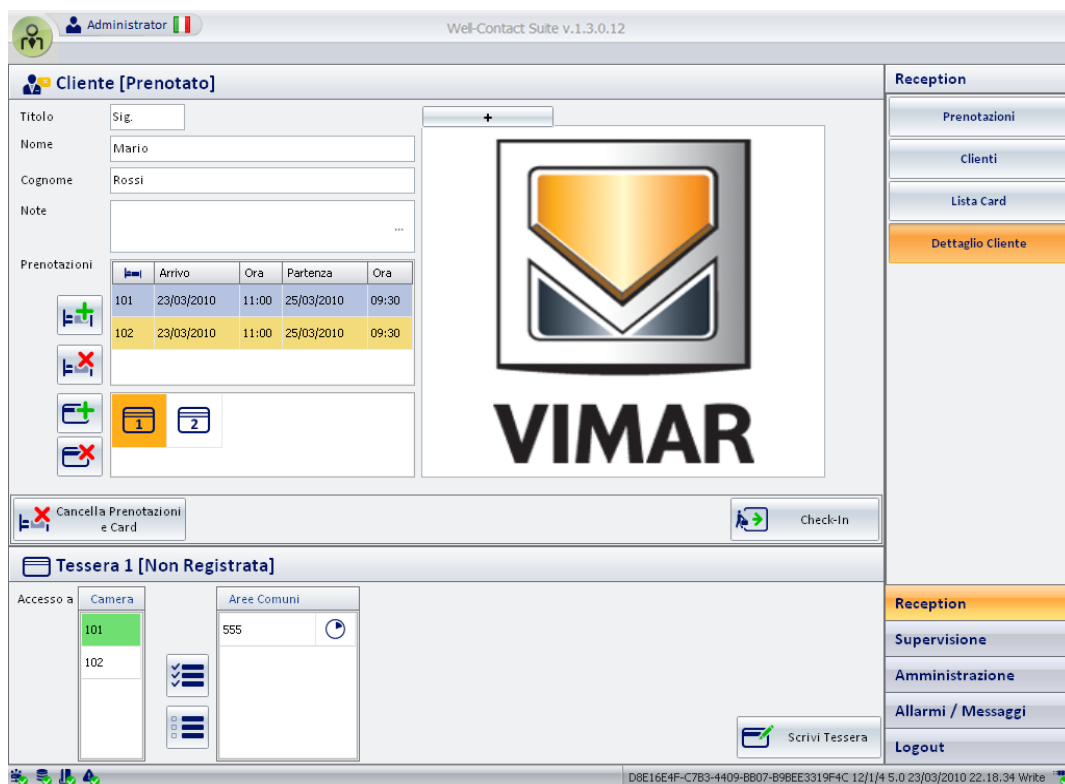 Administrator
Well-Contact Suite v.1.3.0.12
Cliente [Prenotato]
Titolo
Sig.
+
Nome
Mario
Cognome
Rossi
Note
...
Prenotazioni
Arrivo Ora Partenza Ora
101 23/03/2010 11:00 25/03/2010 09:30
102 23/03/2010 11:00 25/03/2010 09:30
1 2
VIMAR
Cancella Prenotazioni
e Card
Check-In
Tessera 1 [Non Registrata]
Accesso a
Camera
101
102
Aree Comuni
555
Scrivi Tessera
Reception
Prenotazioni
Clienti
Lista Card
Dettaglio Cliente
Reception
Supervisione
Amministrazione
Allarmi / Messaggi
Logout
D8E16E4F-C7B3-4409-BB07-B9BEE3319F4C 12/1/4 5.0 23/03/2010 22.18.34 Write